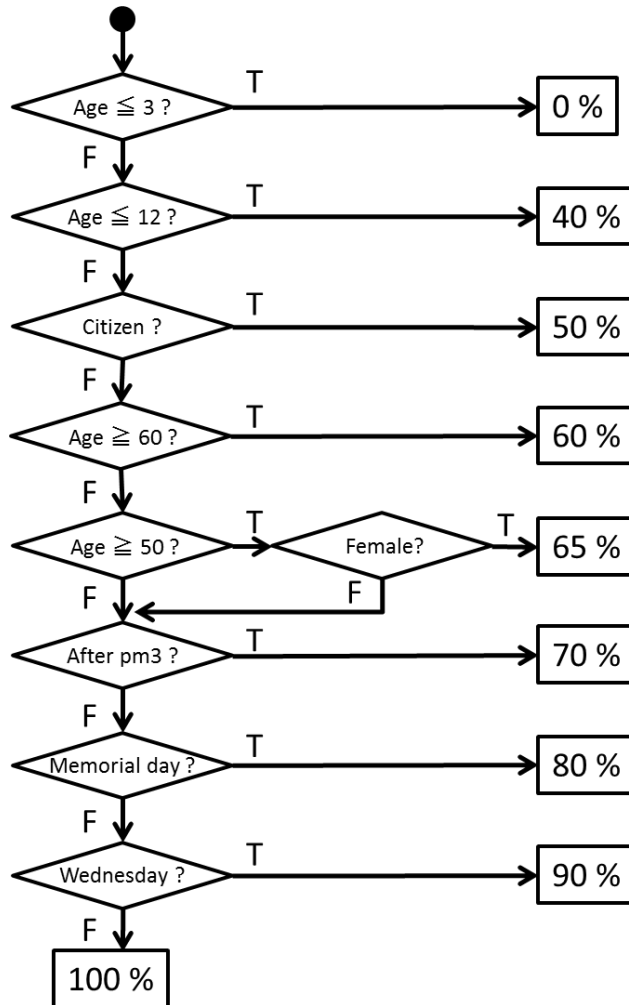 T
Age ≦ 3 ?
0 %
F
T
Age ≦ 12 ?
40 %
F
T
Citizen ?
50 %
F
T
Age ≧ 60 ?
60 %
F
T
T
Age ≧ 50 ?
Female?
65 %
F
F
T
After pm3 ?
70 %
F
T
Memorial day ?
80 %
F
T
Wednesday ?
90 %
F
100 %